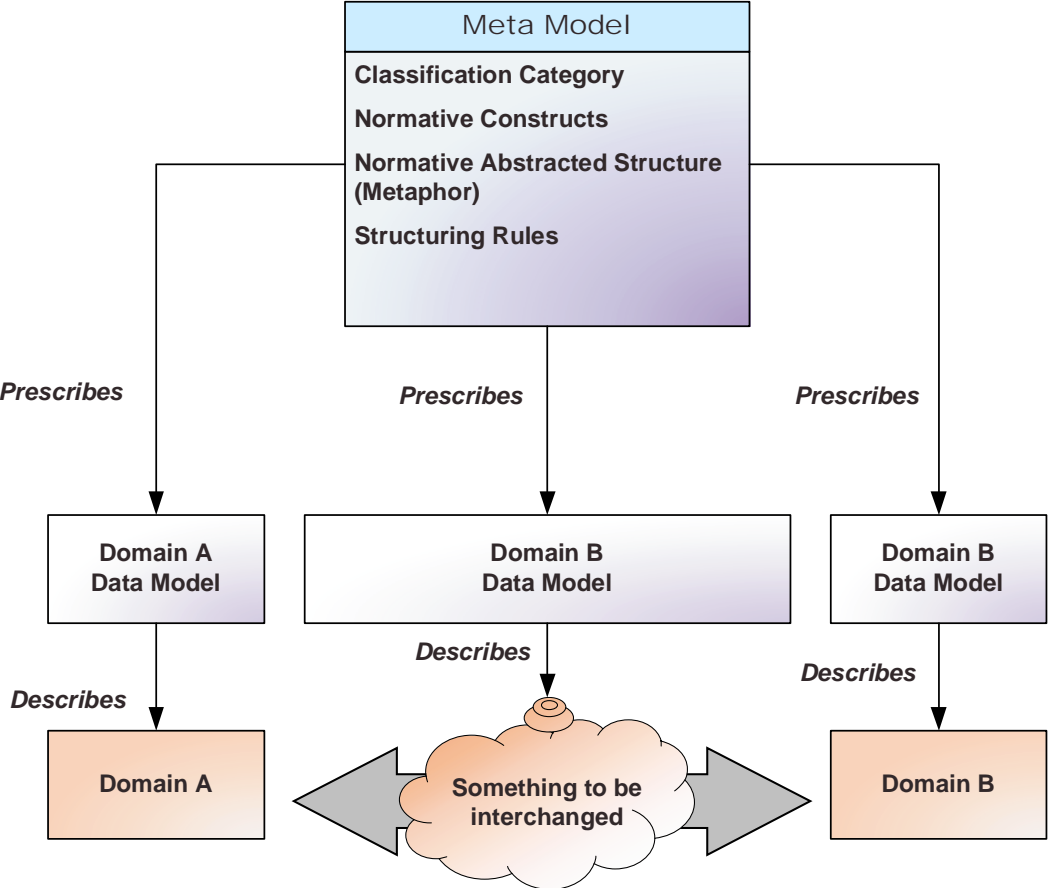 Meta Model
Classification Category
Normative Constructs
Normative Abstracted Structure
(Metaphor)
Structuring Rules
Prescribes
Prescribes
Prescribes
Domain A
Data Model
Domain B
Data Model
Domain B
Data Model
Describes
Describes
Describes
Domain A
Something to be
interchanged
Domain B